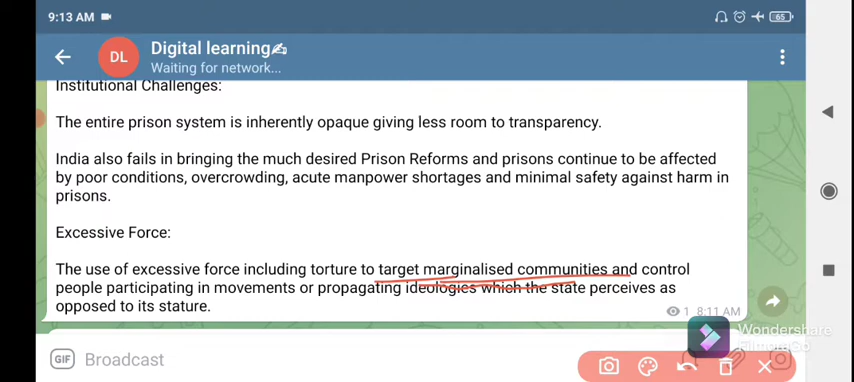 9:13 AM
65
DL
Digital learning✍
Waiting for network...
Institutional Challenges:
The entire prison system is inherently opaque giving less room to transparency.
India also fails in bringing the much desired Prison Reforms and prisons continue to be affected
by poor conditions, overcrowding, acute manpower shortages and minimal safety against harm in
prisons.
Excessive Force:
The use of excessive force including torture to target marginalised communities and control
people participating in movements or propagating ideologies which the state perceives as
opposed to its stature.
1 8:11 AM
Wondershare
FilmoraGo
GIF Broadcast